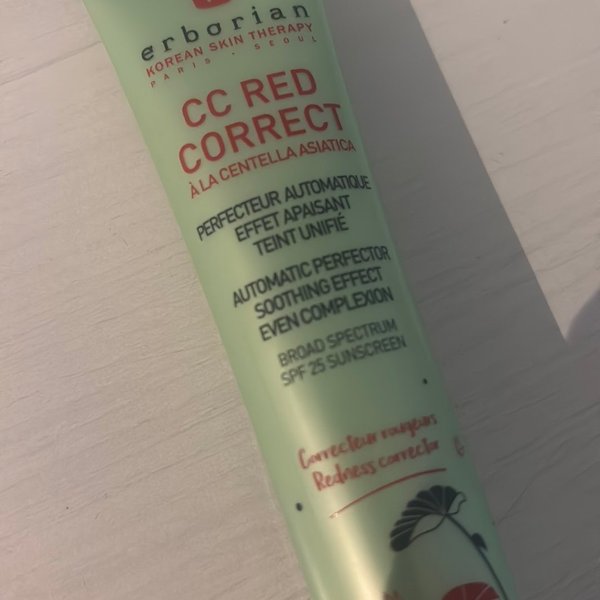 erborian
KOREAN SKIN THERAPY
PARIS - SEOUL
CC RED
CORRECT
À LA CENTELLA ASIATICA
PERFECTEUR AUTOMATIQUE
EFFET APAISANT
TEINT UNIFIÉ
AUTOMATIC PERFECTOR
SOOTHING EFFECT
EVEN COMPLEXION
BROAD SPECTRUM
SPF 25 SUNSCREEN
Correcteur rougeurs
Redness corrector